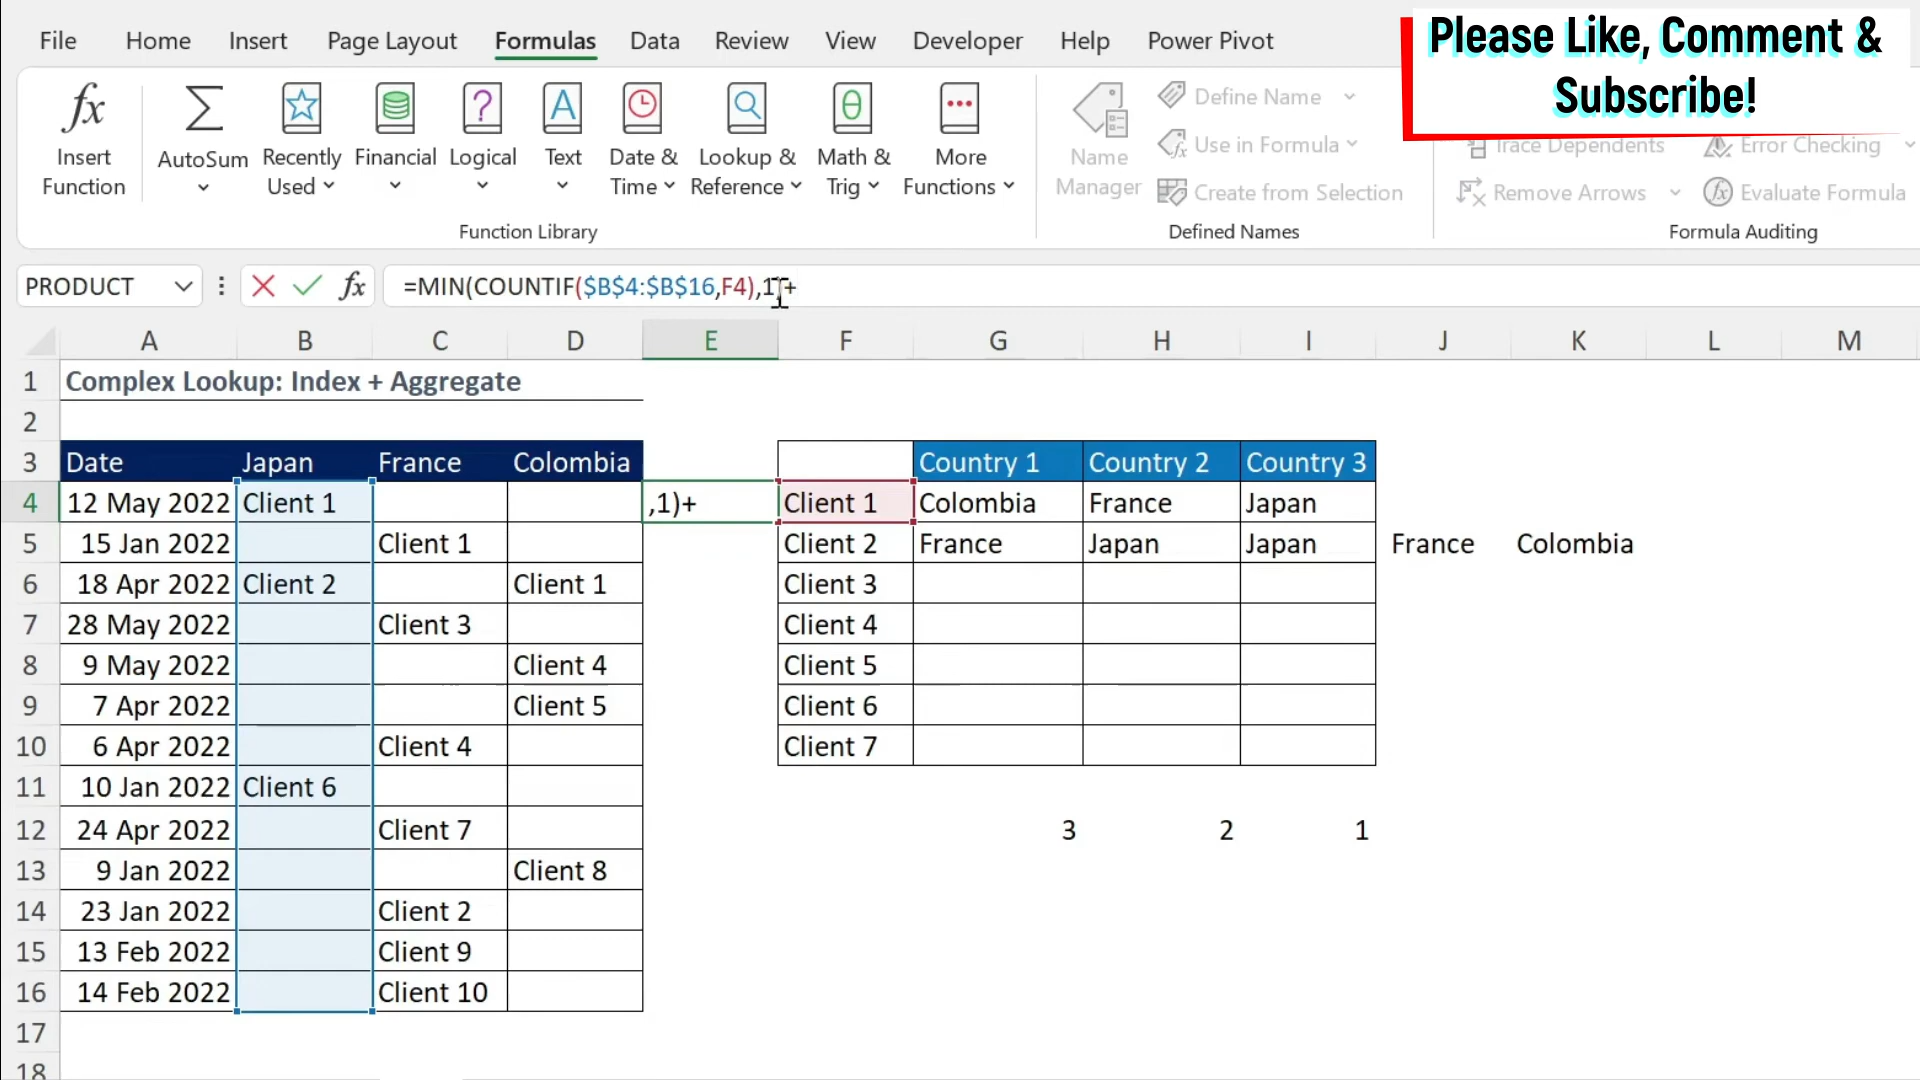 File Home Insert Page Layout Formulas Data Review View Developer Help Power Pivot
Please Like, Comment &
Subscribe!
Insert
Function
AutoSum
Recently
Used
Financial
Logical
Text
Date &
Time
Lookup &
Reference
Math &
Trig
More
Functions
Function Library
Name
Manager
Define Name
Use in Formula
Create from Selection
Defined Names
Trace Dependents
Error Checking
Remove Arrows
Evaluate Formula
Formula Auditing
PRODUCT
fx
=MIN(COUNTIF($B$4:$B$16,F4),1)+
A B C D E F G H I J K L M
1 Complex Lookup: Index + Aggregate
2
3 Date Japan France Colombia Country 1 Country 2 Country 3
4 12 May 2022 Client 1 ,1)+ Client 1 Colombia France Japan
5 15 Jan 2022 Client 1 Client 2 France Japan Japan France Colombia
6 18 Apr 2022 Client 2 Client 1 Client 3
7 28 May 2022 Client 3 Client 4
8 9 May 2022 Client 4 Client 5
9 7 Apr 2022 Client 5 Client 6
10 6 Apr 2022 Client 4 Client 7
11 10 Jan 2022 Client 6
12 24 Apr 2022 Client 7 3 2 1
13 9 Jan 2022 Client 8
14 23 Jan 2022 Client 2
15 13 Feb 2022 Client 9
16 14 Feb 2022 Client 10
17
18